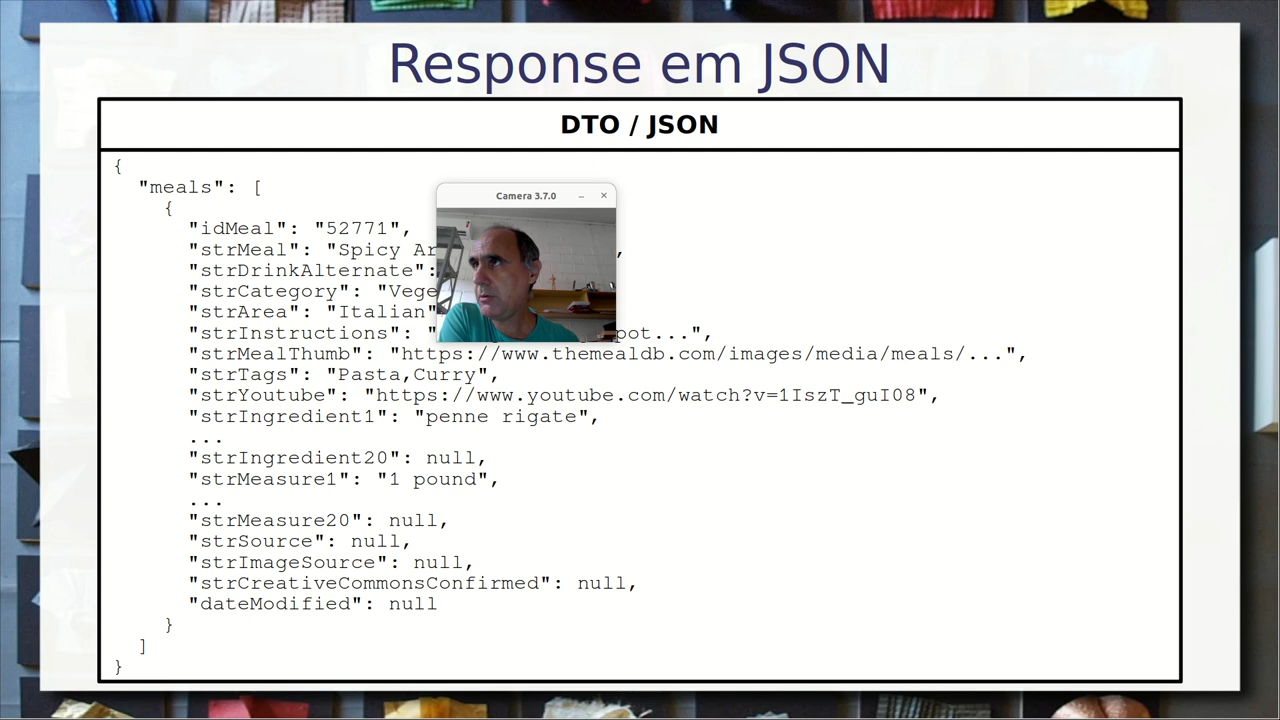 Response em JSON
DTO / JSON
{
"meals": [
{
"idMeal": "52771",
"strMeal": "Spicy ,
"strDrinkAlternate":
"strCategory":
"strArea": "Italian"
"strInstructions": " pot...",
"strMealThumb": "https://www.themealdb.com/images/media/meals/...",
"strTags": "Pasta,Curry",
"strYoutube": "https://www.youtube.com/watch?v=1IszT_guI08",
"strIngredient1": "penne rigate",
...
"strIngredient20": null,
"strMeasure1": "1 pound",
...
"strMeasure20": null,
"strSource": null,
"strImageSource": null,
"strCreativeCommonsConfirmed": null,
"dateModified": null
}
]
}
Camera 3.7.0